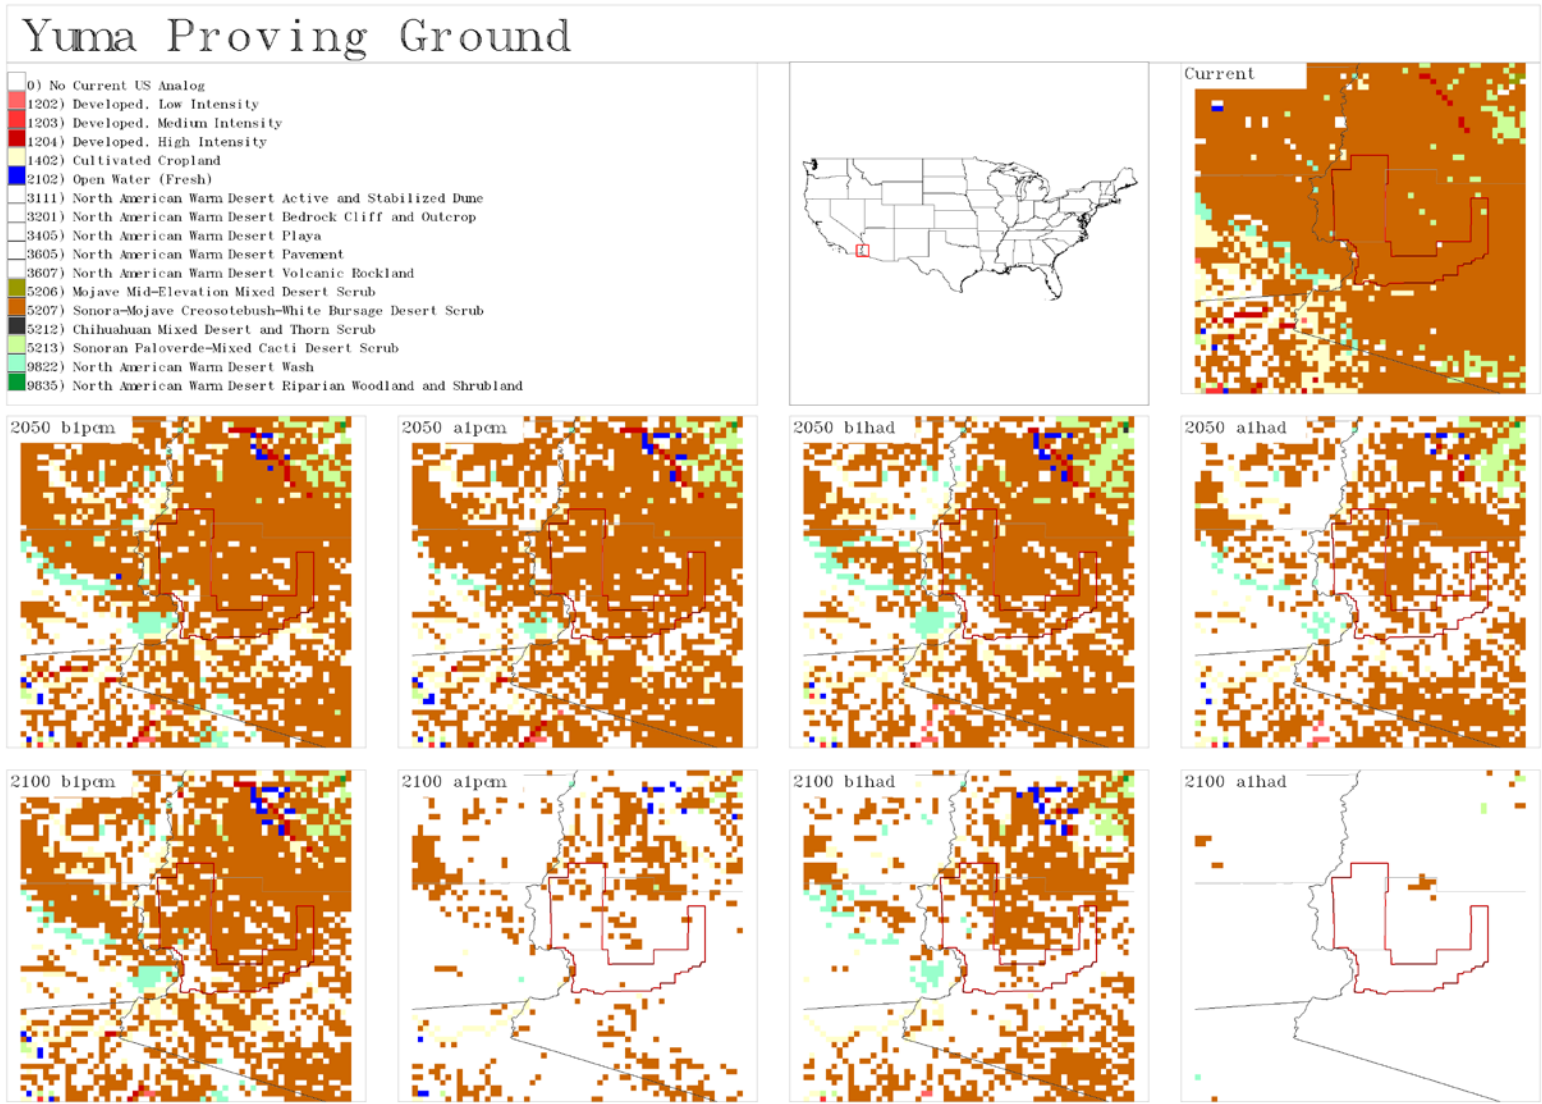 Yuma Proving Ground
0) No Current US Analog
1202) Developed, Low Intensity
1203) Developed, Medium Intensity
1204) Developed, High Intensity
1402) Cultivated Cropland
2102) Open Water (Fresh)
3111) North American Warm Desert Active and Stabilized Dune
3201) North American Warm Desert Bedrock Cliff and Outcrop
3405) North American Warm Desert Playa
3605) North American Warm Desert Pavement
3607) North American Warm Desert Volcanic Rockland
5206) Mojave Mid-Elevation Mixed Desert Scrub
5207) Sonora-Mojave Creosotebush-White Bursage Desert Scrub
5212) Chihuahuan Mixed Desert and Thorn Scrub
5213) Sonoran Paloverde-Mixed Cacti Desert Scrub
9822) North American Warm Desert Wash
9835) North American Warm Desert Riparian Woodland and Shrubland
Current
2050 b1pcm
2050 a1pcm
2050 b1had
2050 a1had
2100 b1pcm
2100 a1pcm
2100 b1had
2100 a1had